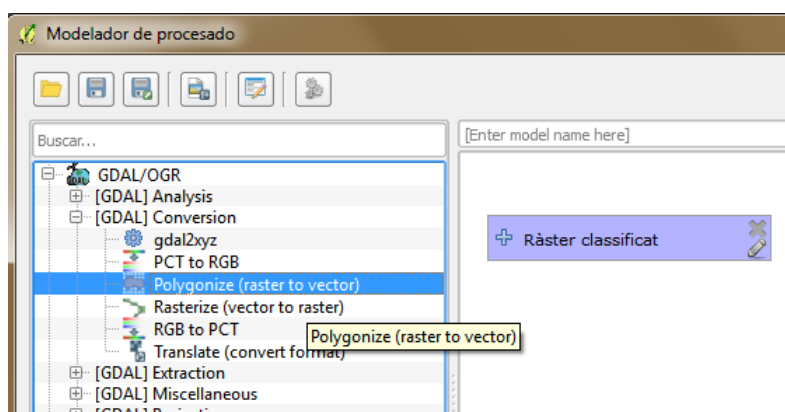 Modelador de procesado
Buscar...
[Enter model name here]
GDAL/OGR
[GDAL] Analysis
[GDAL] Conversion
gdal2xyz
PCT to RGB
Polygonize (raster to vector)
Rasterize (vector to raster)
RGB to PCT
Translate (convert format)
[GDAL] Extraction
[GDAL] Miscellaneous
Polygonize (raster to vector)
Ràster classificat